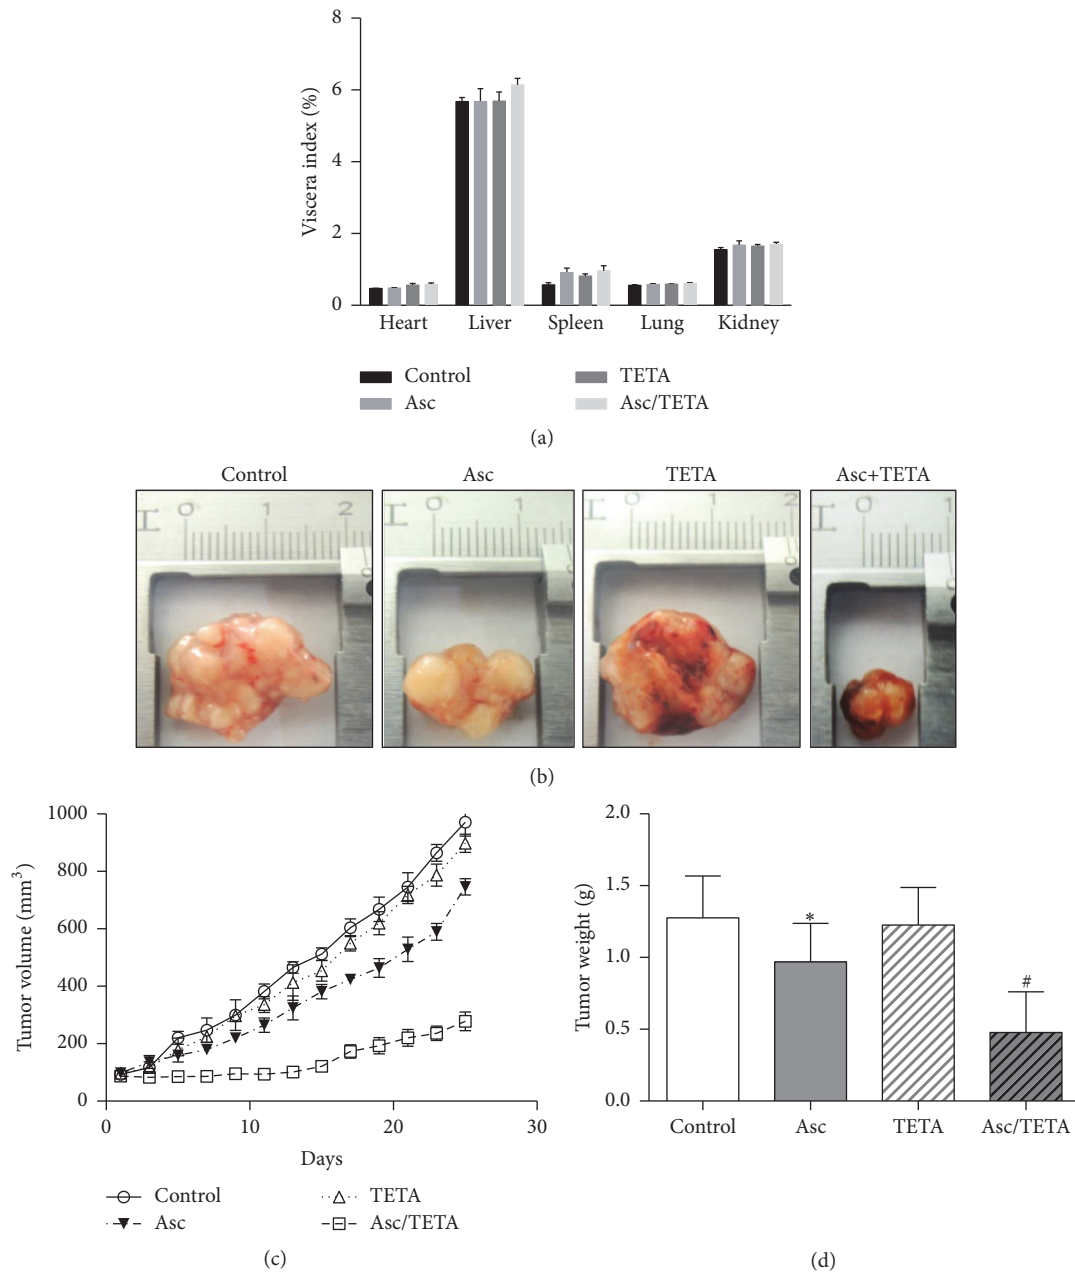 8
6
4
2
0
Viscera index (%)
Heart Liver Spleen Lung Kidney
Control TETA
Asc Asc/TETA
(a)
Control Asc TETA Asc+TETA
0 1 2 0 1 0 1 2 0 1
(b)
1000
800
600
400
200
0
Tumor volume (mm³)
0 10 20 30
Days
Control TETA
Asc Asc/TETA
(c)
2.0
1.5
1.0
0.5
0.0
Tumor weight (g)
*
#
Control Asc TETA Asc/TETA
(d)